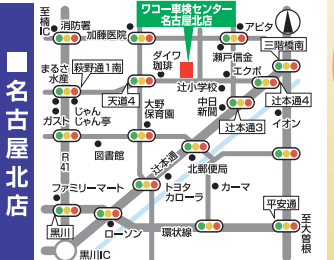 ■名古屋北店
至楠IC
消防署
加藤医院
ワコー車検センター
名古屋北店
アピタ
三階橋南
瀬戸信金
エクボ
ダイワ
珈琲
まるさ
水産
萩野通1南
辻小学校
天道4
大野
保育園
中日
新聞
辻本通4
ガスト
じゃん
じゃん亭
辻本通3
イオン
R
41
図書館
辻本通
北郵便局
トヨタ
カローラ
カーマ
ファミリーマート
平安通
黒川
ローソン
環状線
至大曽根
黒川IC